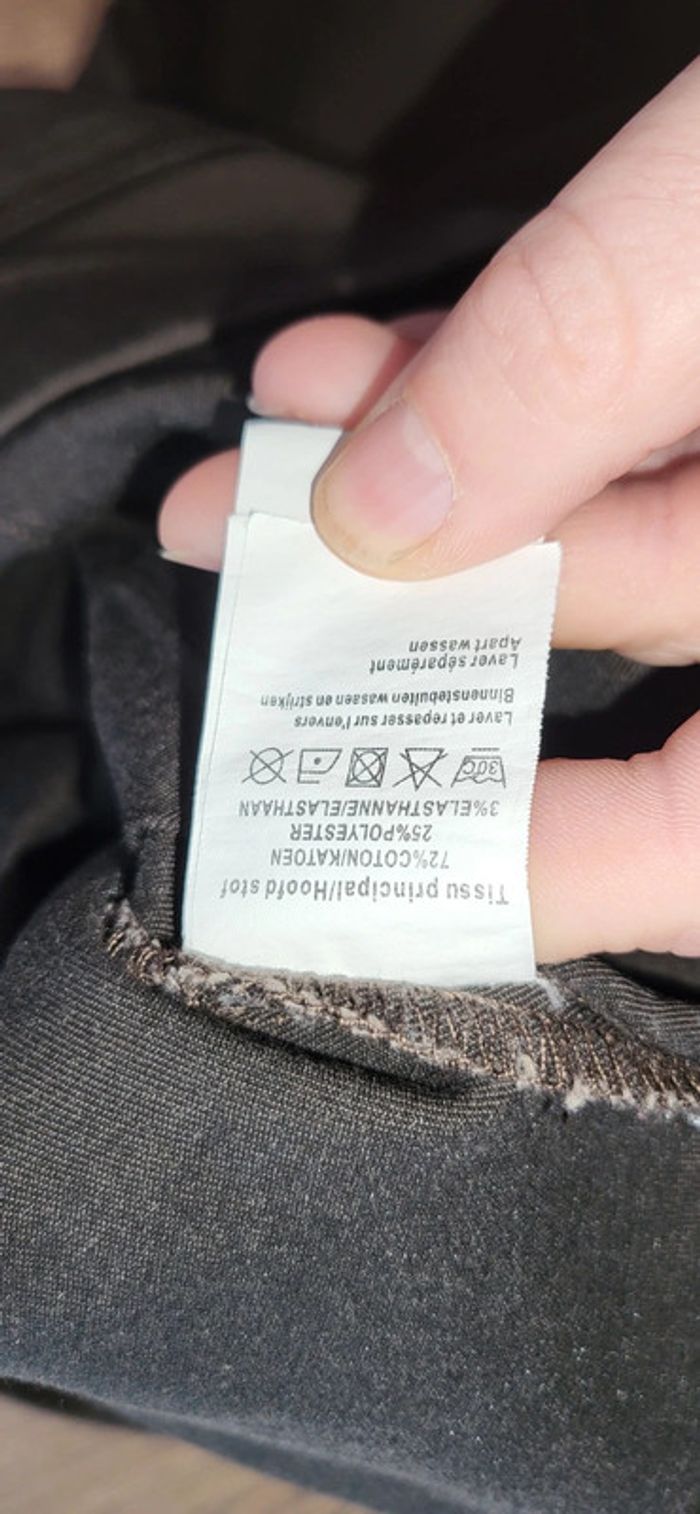 Tissu principal/Hoofd stof
72%COTON/KATOEN
25%POLYESTER
3%ELASTHANNE/ELASTHAAN
30C
Laver et repasser sur l'envers
Binnenstebuiten wassen en strijken
Laver séparément
Apart wassen